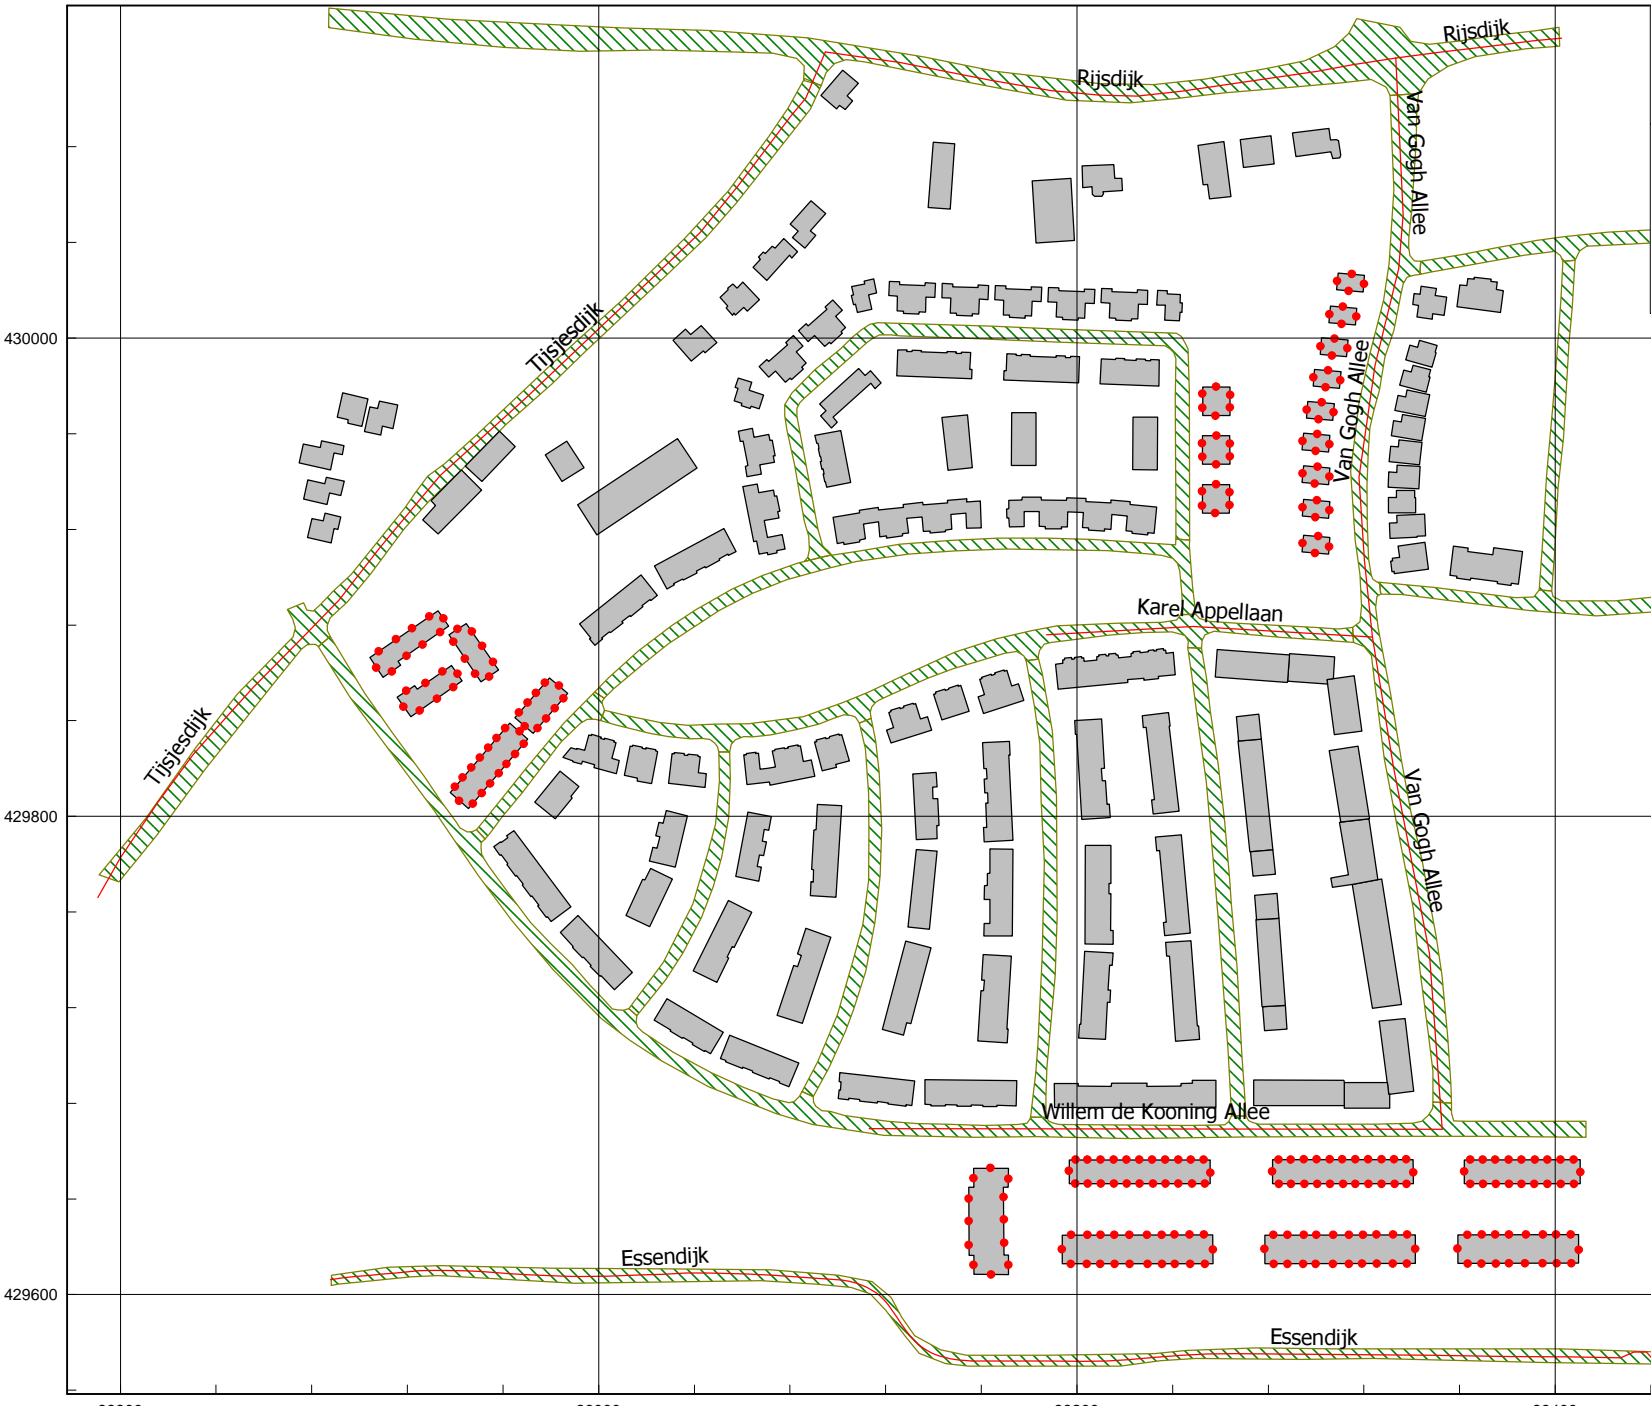 Rijsdijk
Rijsdijk
Van Gogh Allee
Tijsjesdijk
430000
Van Gogh Allee
Karel Appellaan
Tijsjesdijk
429800
Van Gogh Allee
Willem de Kooning Allee
Essendijk
429600
Essendijk